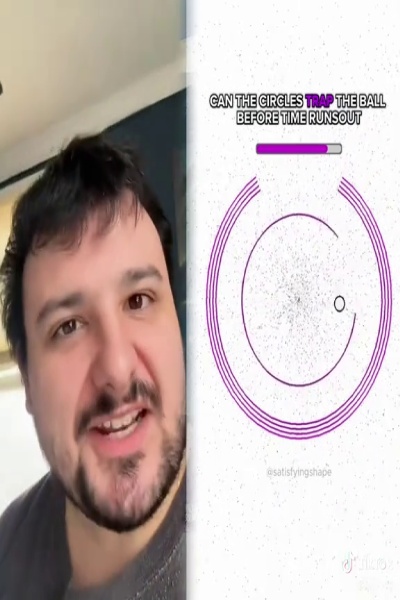 CAN THE CIRCLES TRAP THE BALL
BEFORE TIME RUNSOUT
@satisfyingshape